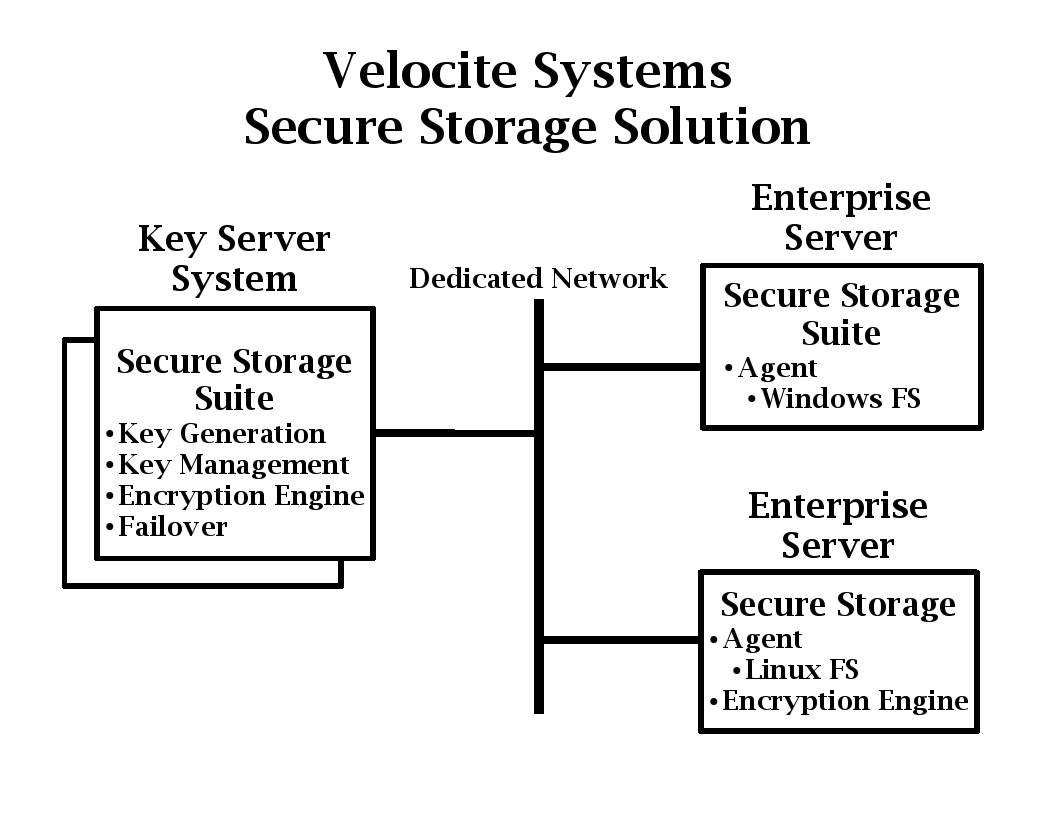 Velocite Systems
Secure Storage Solution
Key Server
System
Secure Storage
Suite
•Key Generation
•Key Management
•Encryption Engine
•Failover
Dedicated Network
Enterprise
Server
Secure Storage
Suite
•Agent
•Windows FS
Enterprise
Server
Secure Storage
•Agent
•Linux FS
•Encryption Engine